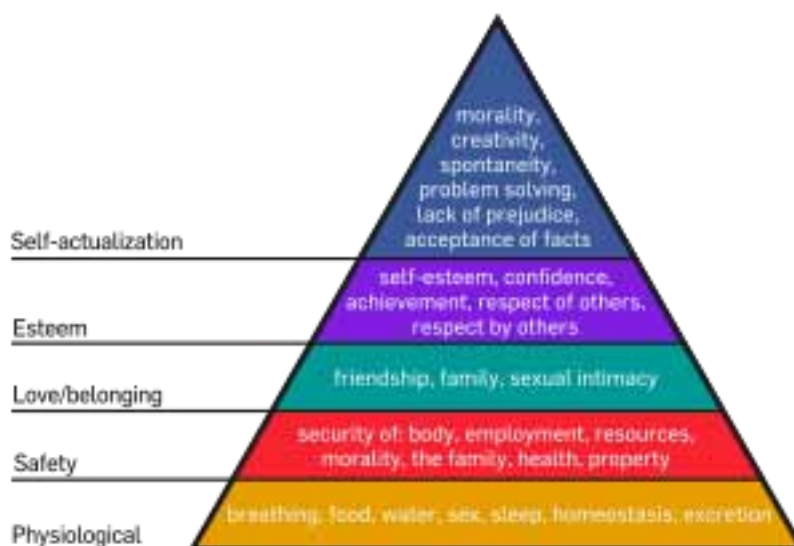 morality,
creativity,
spontaneity,
problem solving,
lack of prejudice,
acceptance of facts
Self-actualization
self-esteem, confidence,
achievement, respect of others,
respect by others
Esteem
friendship, family, sexual intimacy
Love/belonging
security of: body, employment, resources,
morality, the family, health, property
Safety
breathing, food, water, sex, sleep, homeostasis, excretion
Physiological